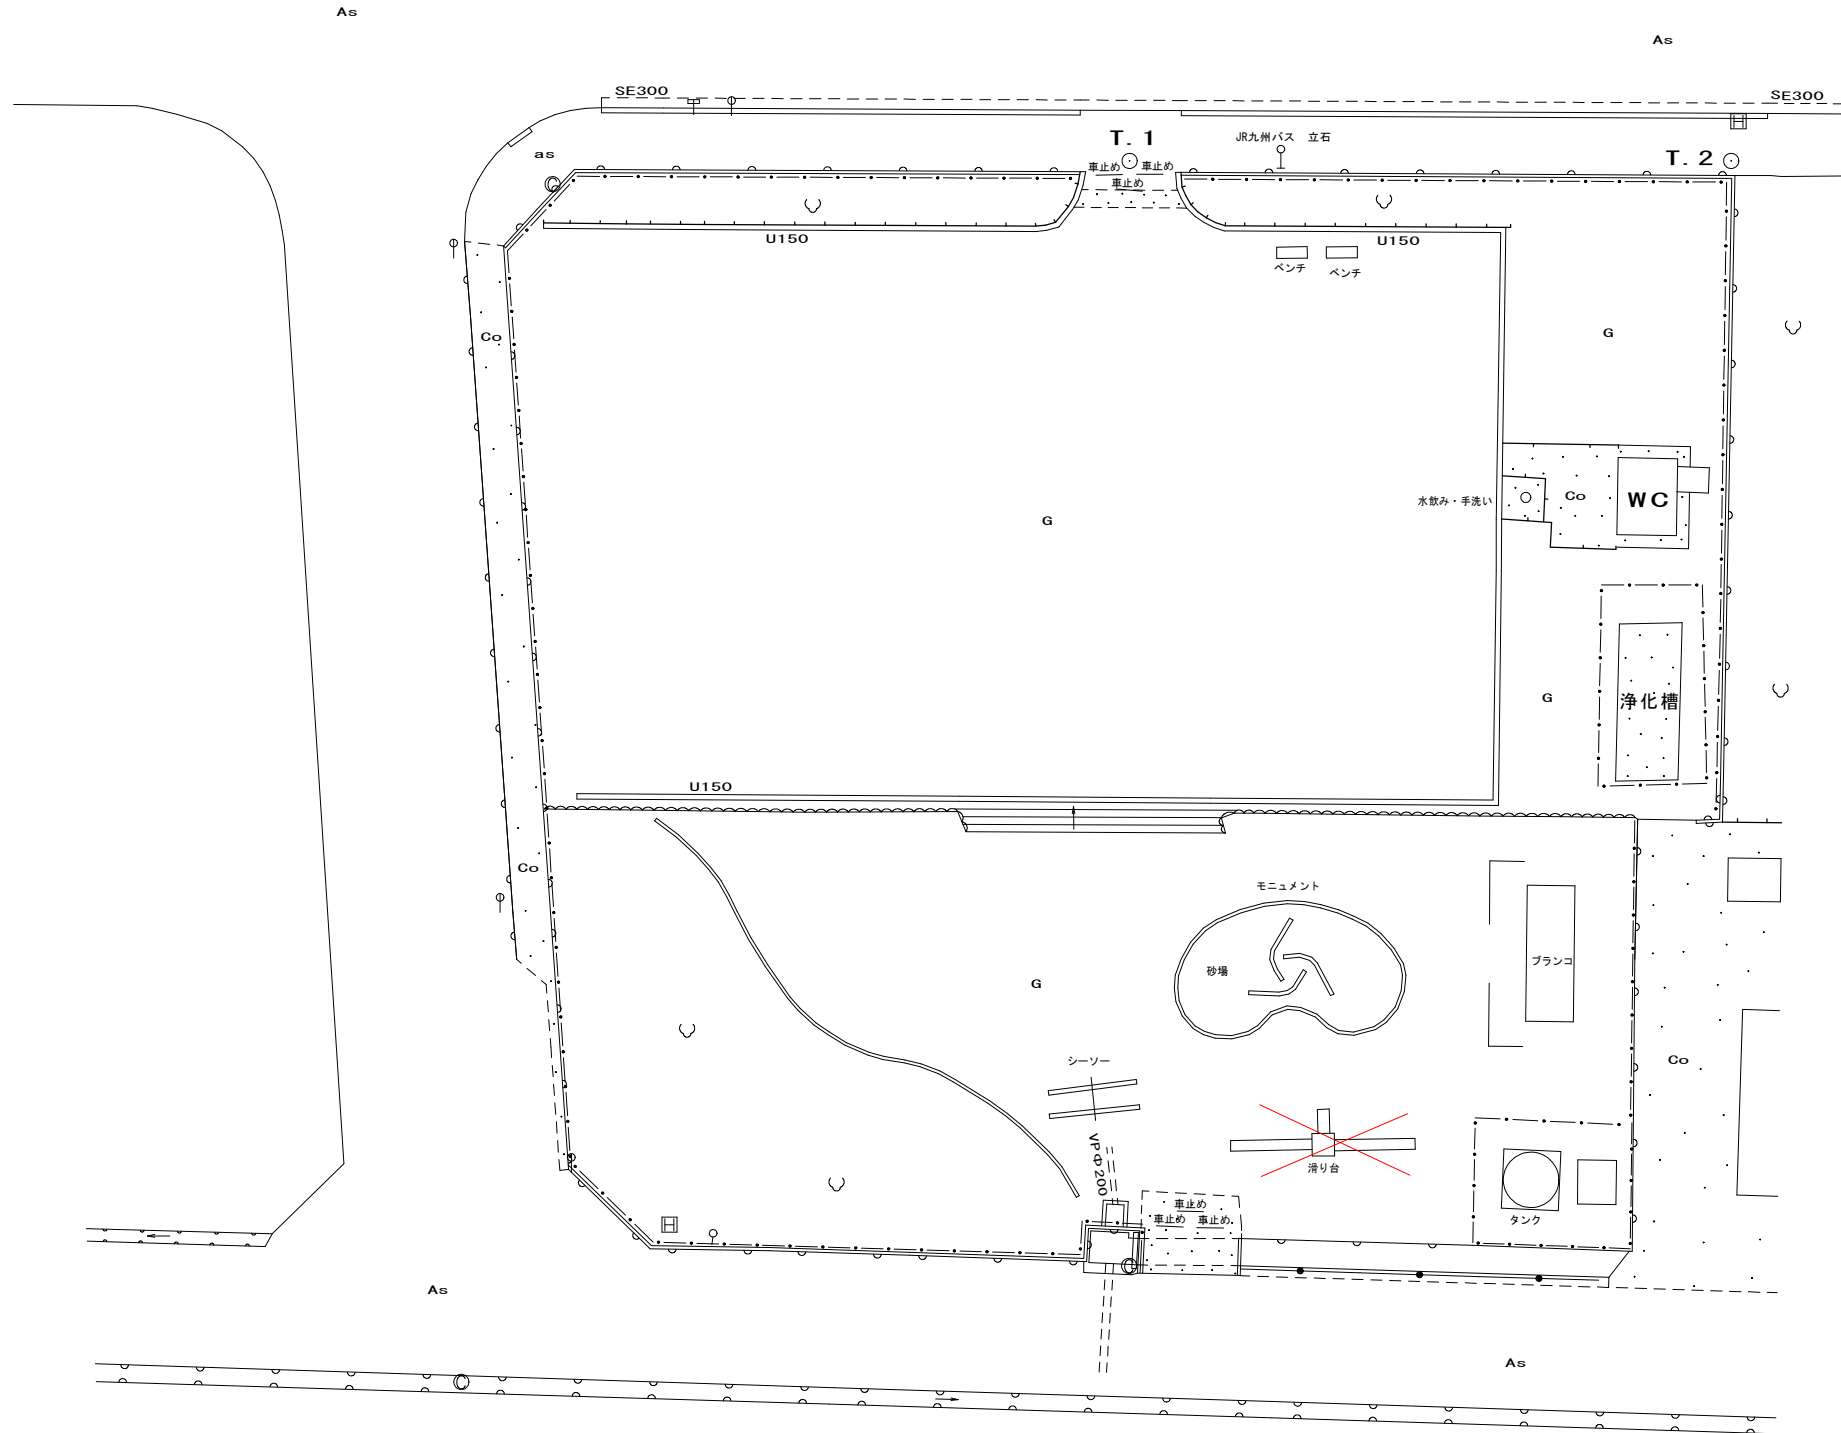 As
As
SE300
SE300
T. 1
JR九州バス 立石
as
車止め
車止め
車止め
T. 2
U150
U150
ベンチ
ベンチ
Co
G
水飲み・手洗い
Co
WC
G
G
浄化槽
U150
Co
モニュメント
砂場
ブランコ
G
シーソー
Co
VPΦ200
滑り台
車止め
車止め
車止め
タンク
As
As